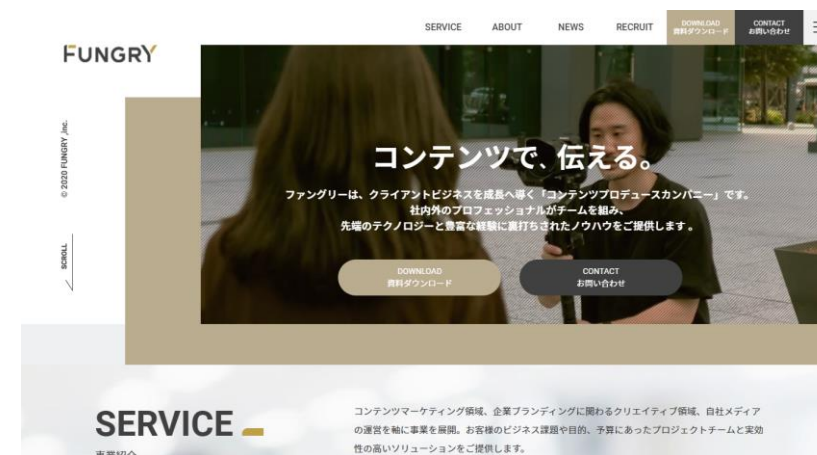 SERVICE ABOUT NEWS RECRUIT
DOWNLOAD
資料ダウンロード
CONTACT
お問い合わせ
FUNGRY
© 2020 FUNGRY ,inc.
SCROLL
コンテンツで、伝える。
ファングリーは、クライアントビジネスを成長へ導く「コンテンツプロデュースカンパニー」です。
社内外のプロフェッショナルがチームを組み、
先端のテクノロジーと豊富な経験に裏打ちされたノウハウをご提供します。
DOWNLOAD
資料ダウンロード
CONTACT
お問い合わせ
SERVICE
事業紹介
コンテンツマーケティング領域、企業ブランディングに関わるクリエイティブ領域、自社メディア
の運営を軸に事業を展開。お客様のビジネス課題や目的、予算にあったプロジェクトチームと実効
性の高いソリューションをご提供します。